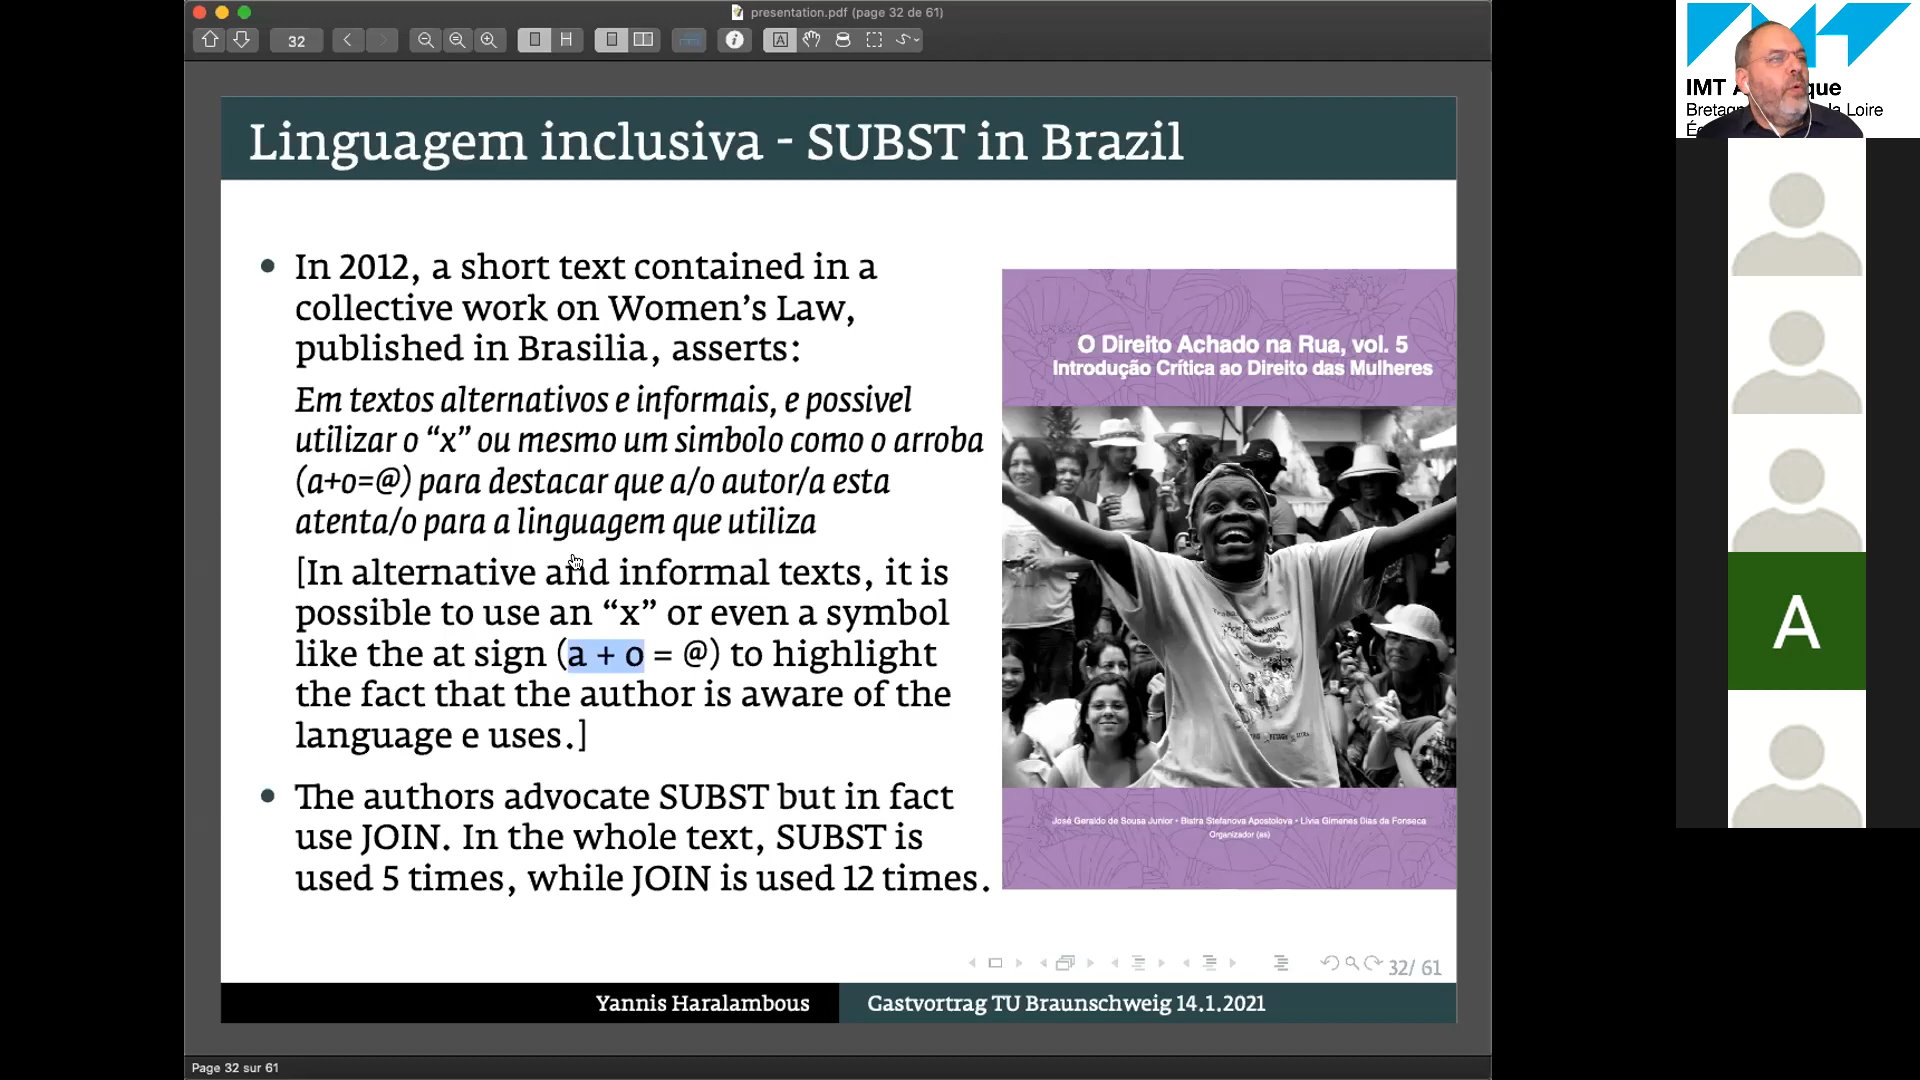 presentation.pdf (page 32 de 61)
32
Linguagem inclusiva - SUBST in Brazil
In 2012, a short text contained in a
collective work on Women’s Law,
published in Brasilia, asserts:
Em textos alternativos e informais, e possivel
utilizar o “x” ou mesmo um simbolo como o arroba
(a+o=@) para destacar que a/o autor/a esta
atenta/o para a linguagem que utiliza
[In alternative and informal texts, it is
possible to use an “x” or even a symbol
like the at sign (a + o = @) to highlight
the fact that the author is aware of the
language e uses.]
The authors advocate SUBST but in fact
use JOIN. In the whole text, SUBST is
used 5 times, while JOIN is used 12 times.
O Direito Achado na Rua, vol. 5
Introdução Crítica ao Direito das Mulheres
José Geraldo de Sousa Junior • Bistra Stefanova Apostolova • Lívia Gimenes Dias da Fonseca
Organizador (as)
32/ 61
Yannis Haralambous
Gastvortrag TU Braunschweig 14.1.2021
Page 32 sur 61
IMT A
que
Bretag
la Loire
A